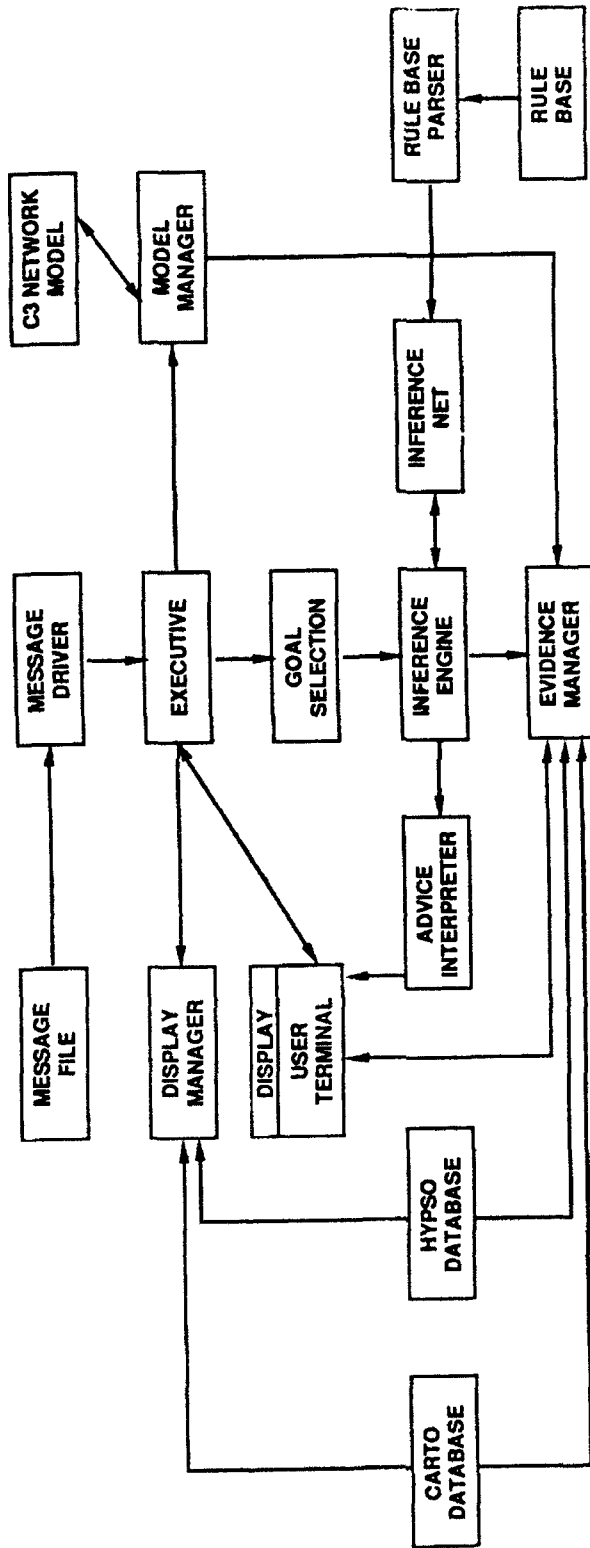 MESSAGE
FILE
MESSAGE
DRIVER
C3 NETWORK
MODEL
DISPLAY
MANAGER
EXECUTIVE
MODEL
MANAGER
DISPLAY
USER
TERMINAL
GOAL
SELECTION
CARTO
DATABASE
HYPSO
DATABASE
ADVICE
INTERPRETER
INFERENCE
ENGINE
INFERENCE
NET
RULE BASE
PARSER
EVIDENCE
MANAGER
RULE
BASE